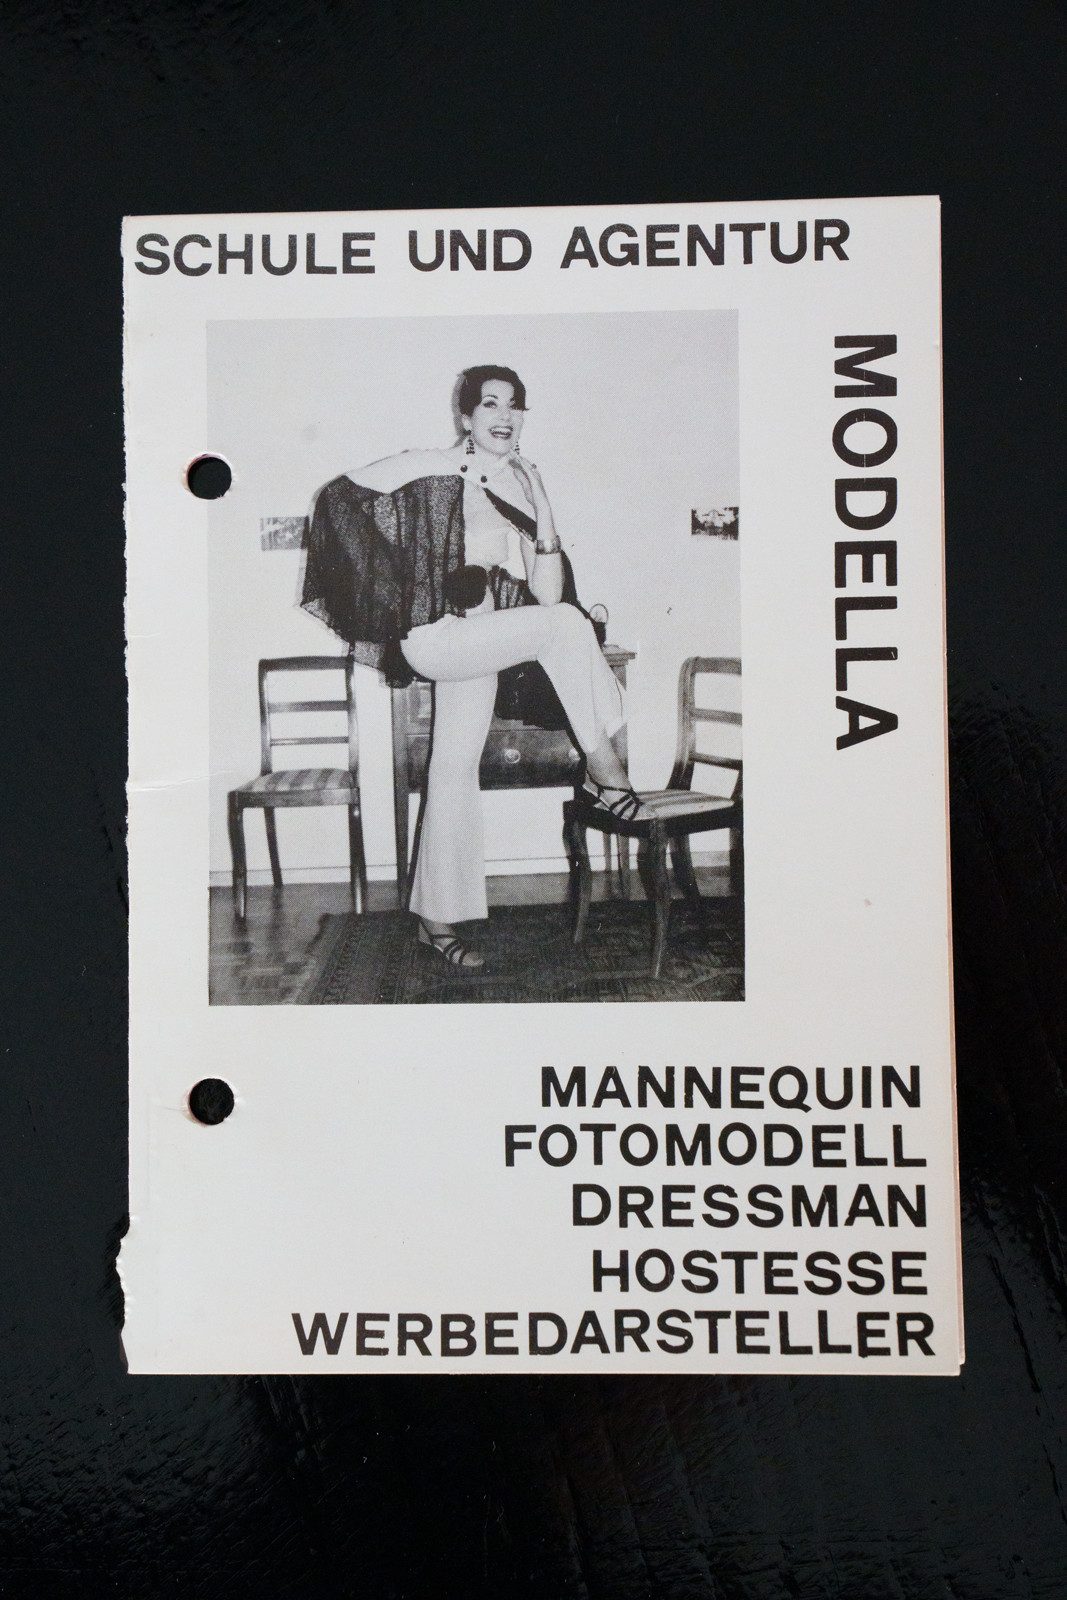 SCHULE UND AGENTUR
MODELLA
MANNEQUIN
FOTOMODELL
DRESSMAN
HOSTESSE
WERBEDARSTELLER